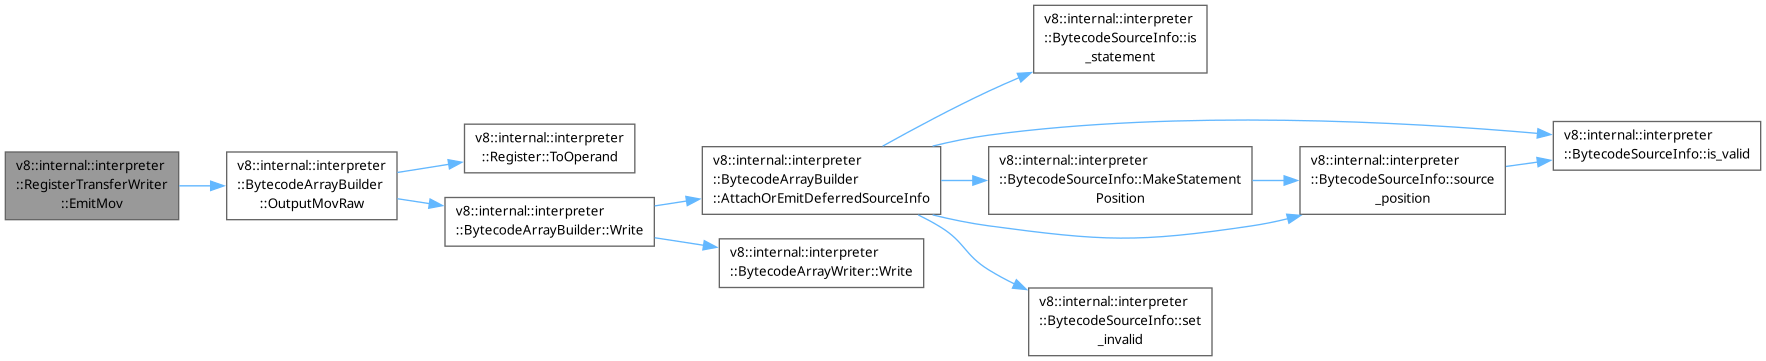 v8::internal::interpreter
::RegisterTransferWriter
::EmitMov
v8::internal::interpreter
::BytecodeArrayBuilder
::OutputMovRaw
v8::internal::interpreter
::Register::ToOperand
v8::internal::interpreter
::BytecodeArrayBuilder::Write
v8::internal::interpreter
::BytecodeArrayBuilder
::AttachOrEmitDeferredSourceInfo
v8::internal::interpreter
::BytecodeArrayWriter::Write
v8::internal::interpreter
::BytecodeSourceInfo::is
_statement
v8::internal::interpreter
::BytecodeSourceInfo::MakeStatement
Position
v8::internal::interpreter
::BytecodeSourceInfo::set
_invalid
v8::internal::interpreter
::BytecodeSourceInfo::source
_position
v8::internal::interpreter
::BytecodeSourceInfo::is_valid